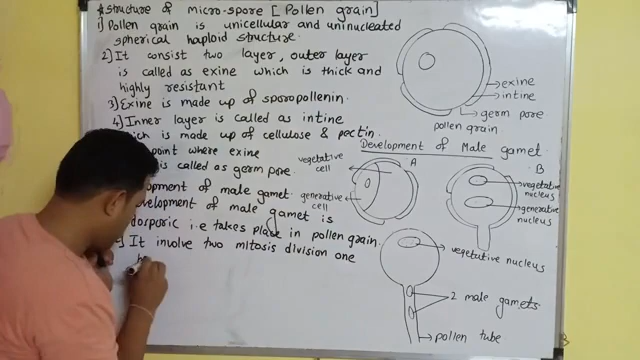 Structure of micro-spore [Pollen grain]
1) Pollen grain is unicellular and uninucleated
spherical haploid structure.
2) It consist two layer, outer layer
is called as exine which is thick and
highly resistant
3) Exine is made up of sporopollenin.
4) Inner layer is called as intine
which is made up of cellulose & pectin.
point where exine
is called as germ pore.
elopment of male gamet
evelopment of male gamet is
dosporic i.e takes place in pollen grain.
It involve two mitosis division one
exine
intine
germ pore
pollen grain
Development of Male gamet
vegetative
cell
generative
cell
A
B
vegetative
nucleus
generative
nucleus
vegetative nucleus
2 male gamets
pollen tube